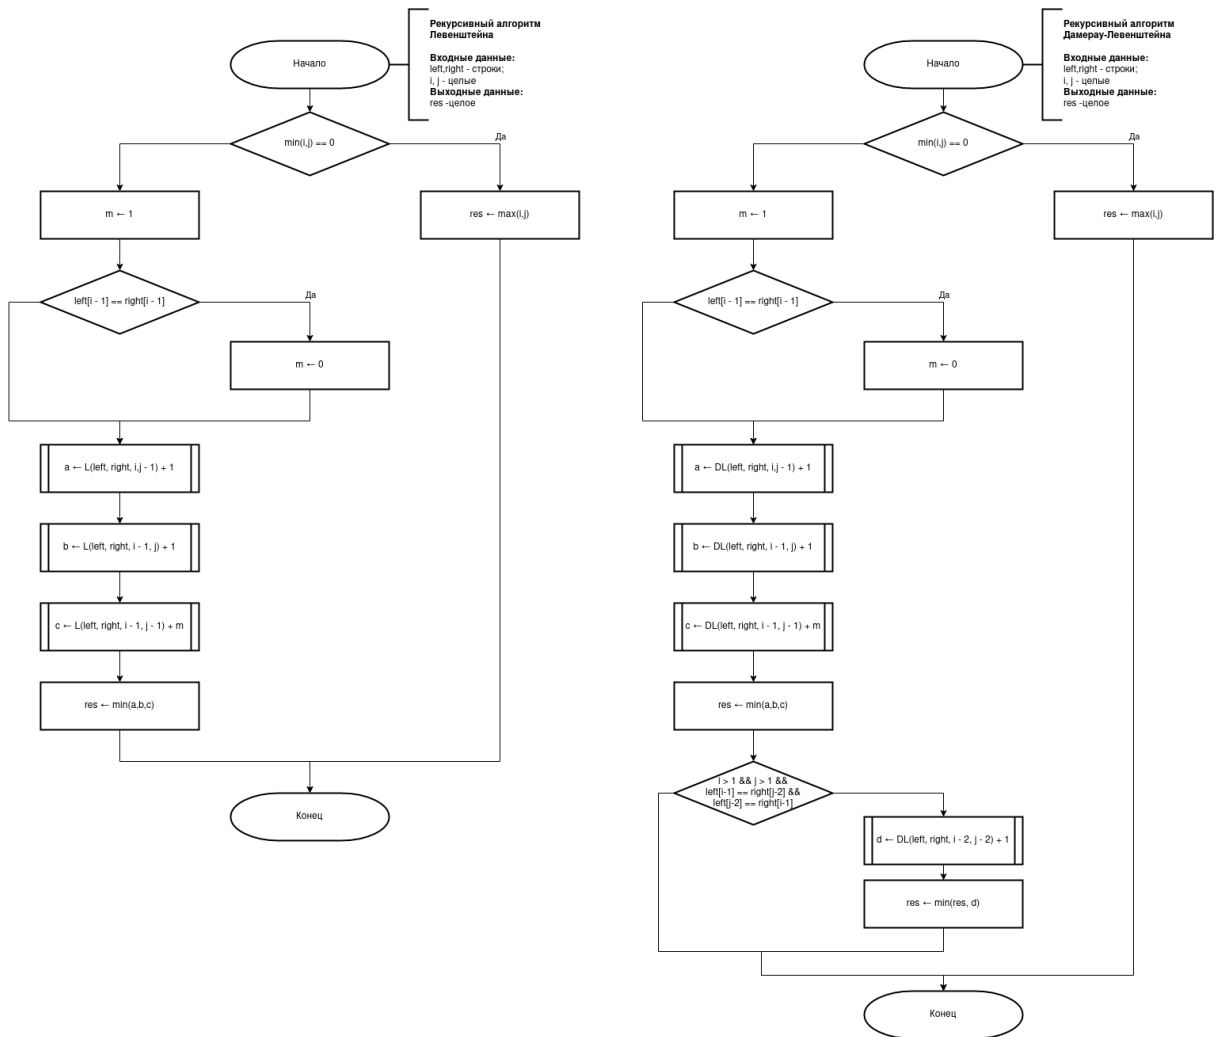 Рекурсивный алгоритм
Левенштейна
Входные данные:
left,right - строки;
i, j - целые
Выходные данные:
res -целое
Начало
min(i,j) == 0
Да
m ← 1
res ← max(i,j)
left[i - 1] == right[i - 1]
Да
m ← 0
a ← L(left, right, i,j - 1) + 1
b ← L(left, right, i - 1, j) + 1
c ← L(left, right, i - 1, j - 1) + m
res ← min(a,b,c)
Конец
Рекурсивный алгоритм
Дамерау-Левенштейна
Входные данные:
left,right - строки;
i, j - целые
Выходные данные:
res -целое
Начало
min(i,j) == 0
Да
m ← 1
res ← max(i,j)
left[i - 1] == right[i - 1]
Да
m ← 0
a ← DL(left, right, i,j - 1) + 1
b ← DL(left, right, i - 1, j) + 1
c ← DL(left, right, i - 1, j - 1) + m
res ← min(a,b,c)
i > 1 && j > 1 &&
left[i-1] == right[j-2] &&
left[j-2] == right[i-1]
d ← DL(left, right, i - 2, j - 2) + 1
res ← min(res, d)
Конец